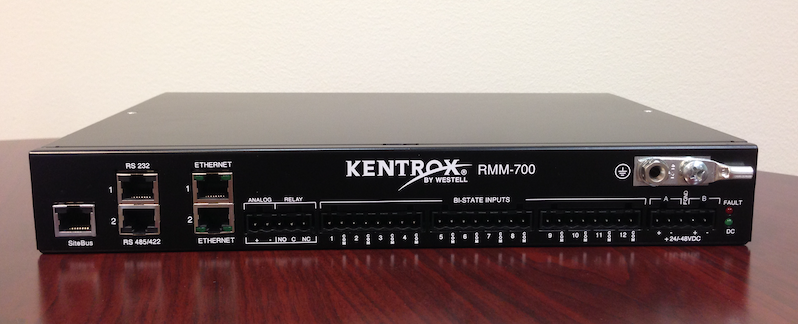 RS 232
1
2
RS 485/422
SiteBus
ETHERNET
1
2
ETHERNET
KENTROX®
BY WESTELL
RMM-700
ANALOG RELAY
+ - NO C NC
BI-STATE INPUTS
1 2 3 4 5 6 7 8 9 10 11 12
A FGND B
+ - + -
+24/-48VDC
FAULT
DC